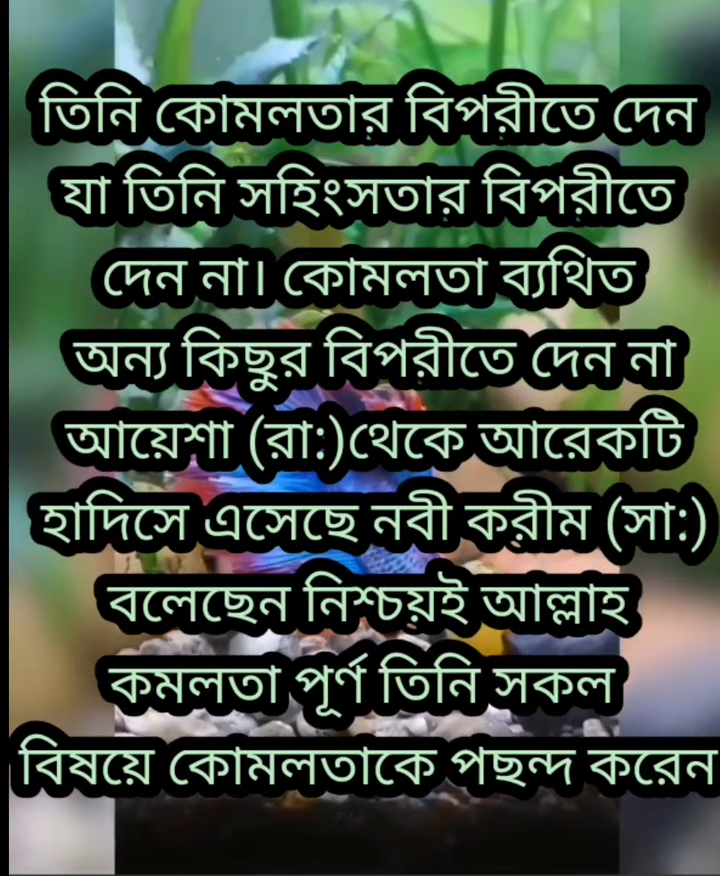 তিনি কোমলতার বিপরীতে দেন
যা তিনি সহিংসতার বিপরীতে
দেন না। কোমলতা ব্যথিত
অন্য কিছুর বিপরীতে দেন না
আয়েশা (রা:)থেকে আরেকটি
হাদিসে এসেছে নবী করীম (সা:)
বলেছেন নিশ্চয়ই আল্লাহ
কমলতা পূর্ণ তিনি সকল
বিষয়ে কোমলতাকে পছন্দ করেন